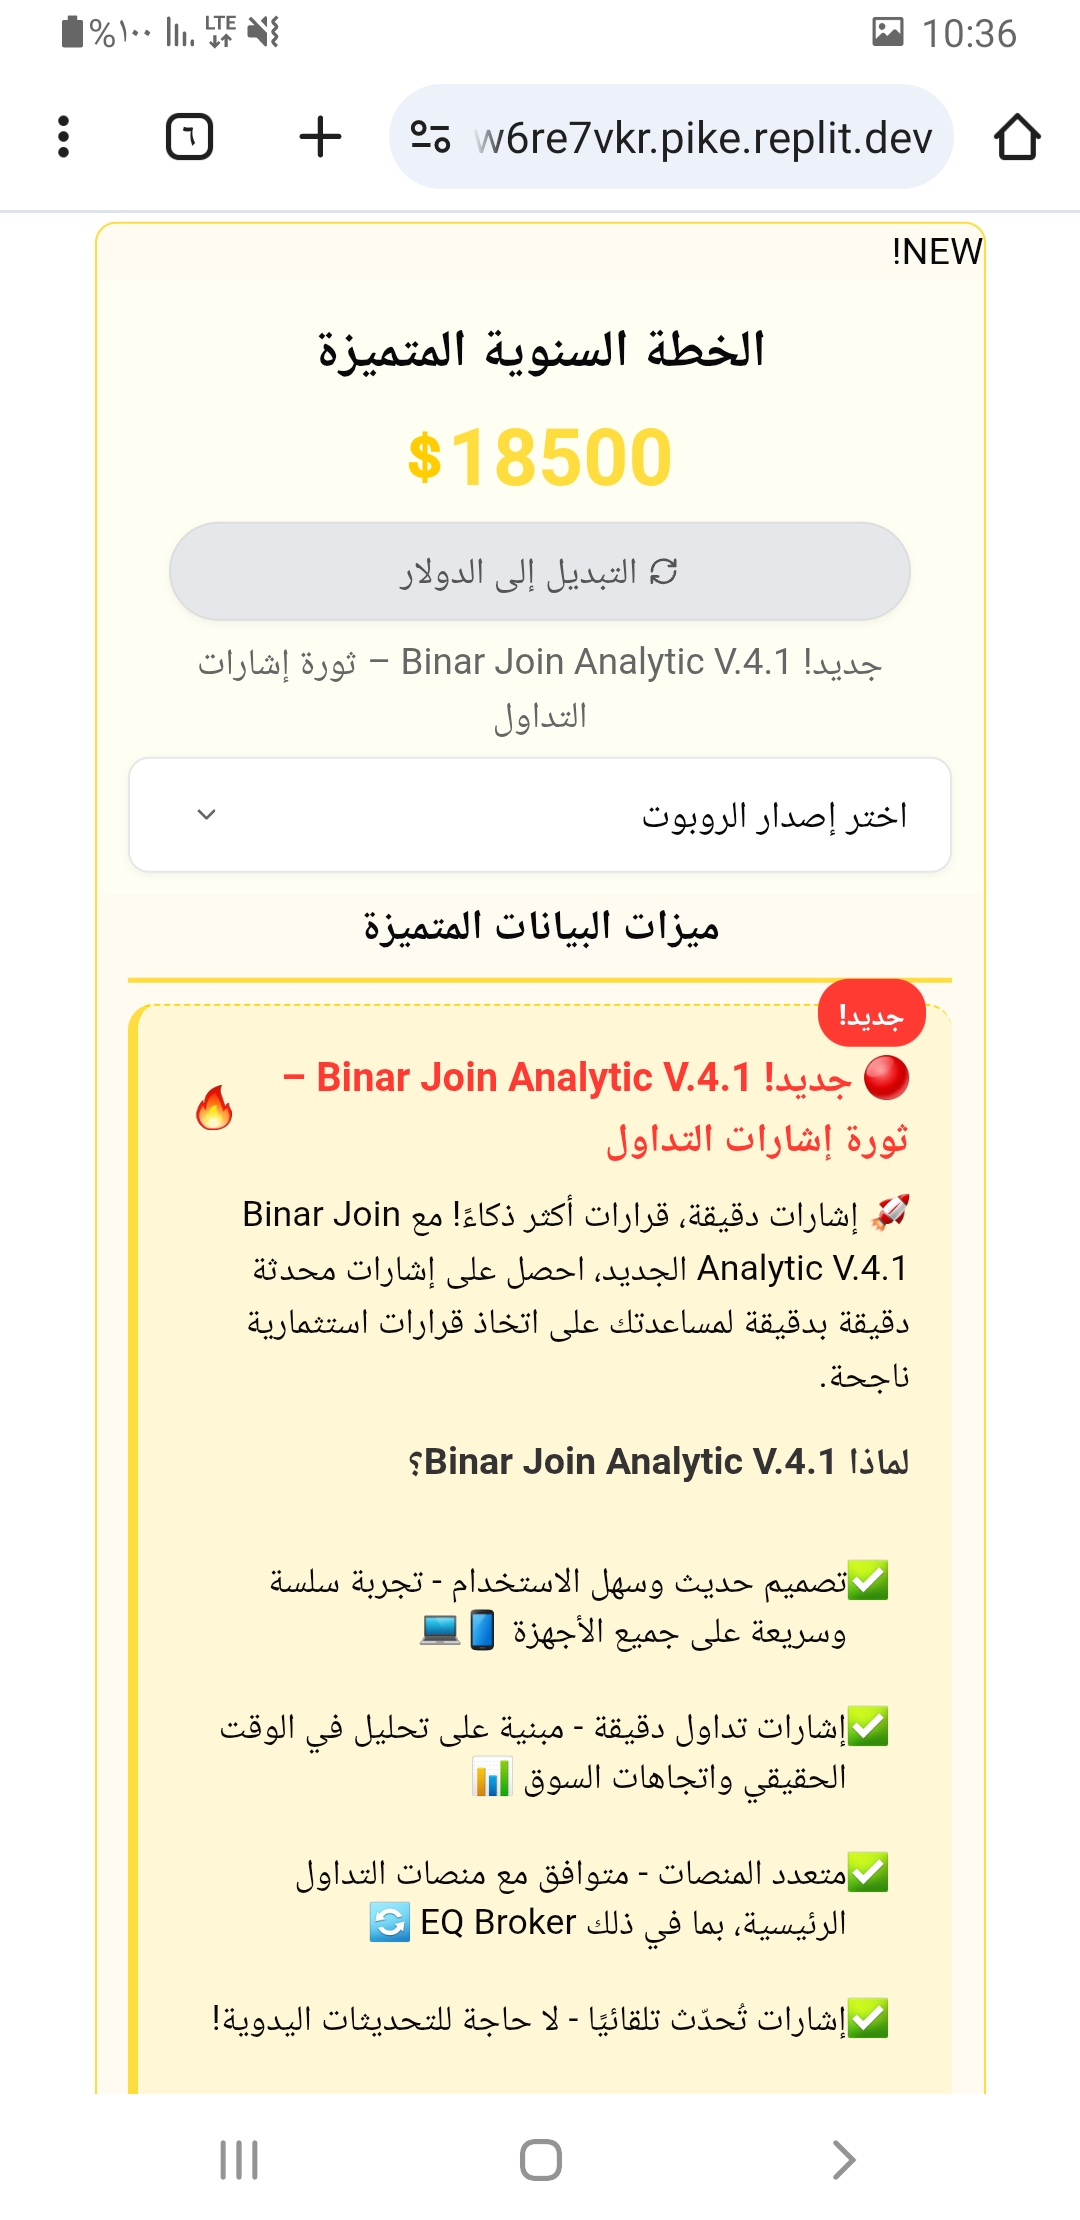 10:36
LTE
%١٠٠
w6re7vkr.pike.replit.dev
٦
NEW!
الخطة السنوية المتميزة
$18500
التبديل إلى الدولار
جديد! Binar Join Analytic V.4.1 – ثورة إشارات
التداول
اختر إصدار الروبوت
ميزات البيانات المتميزة
جديد!
🔴 جديد! Binar Join Analytic V.4.1 –
ثورة إشارات التداول 🔥
🚀 إشارات دقيقة، قرارات أكثر ذكاءً! مع Binar Join
Analytic V.4.1 الجديد، احصل على إشارات محدثة
دقيقة بدقيقة لمساعدتك على اتخاذ قرارات استثمارية
ناجحة.
لماذا Binar Join Analytic V.4.1؟
✅تصميم حديث وسهل الاستخدام - تجربة سلسة
وسريعة على جميع الأجهزة 📱💻
✅إشارات تداول دقيقة - مبنية على تحليل في الوقت
الحقيقي واتجاهات السوق 📊
✅متعدد المنصات - متوافق مع منصات التداول
الرئيسية، بما في ذلك EQ Broker 🔄
✅إشارات تُحدّث تلقائيًا - لا حاجة للتحديثات اليدوية!